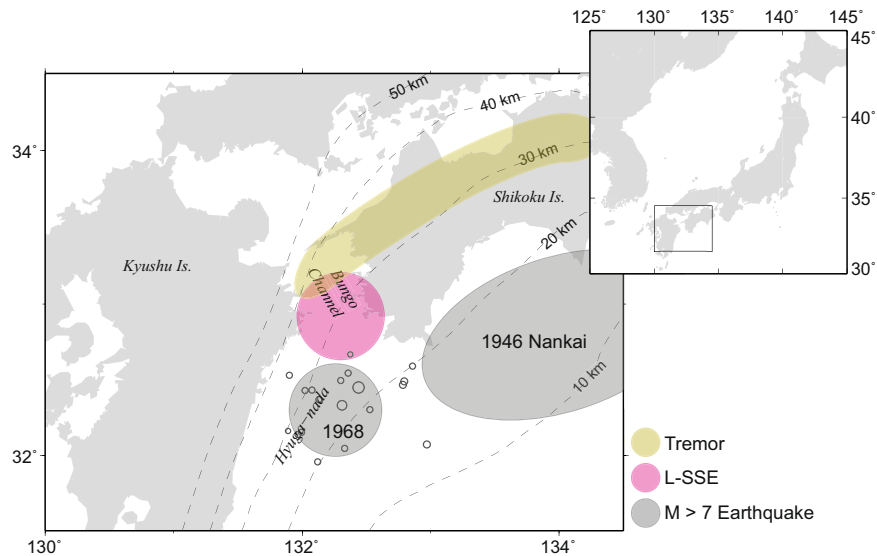 125˚ 130˚ 135˚ 140˚ 145˚
45˚
40˚
35˚
30˚
50 km
40 km
30 km
20 km
10 km
34˚
32˚
Shikoku Is.
Kyushu Is.
Bungo
Channel
1946 Nankai
Hyuga-nada
1968
Tremor
L-SSE
M > 7 Earthquake
130˚ 132˚ 134˚